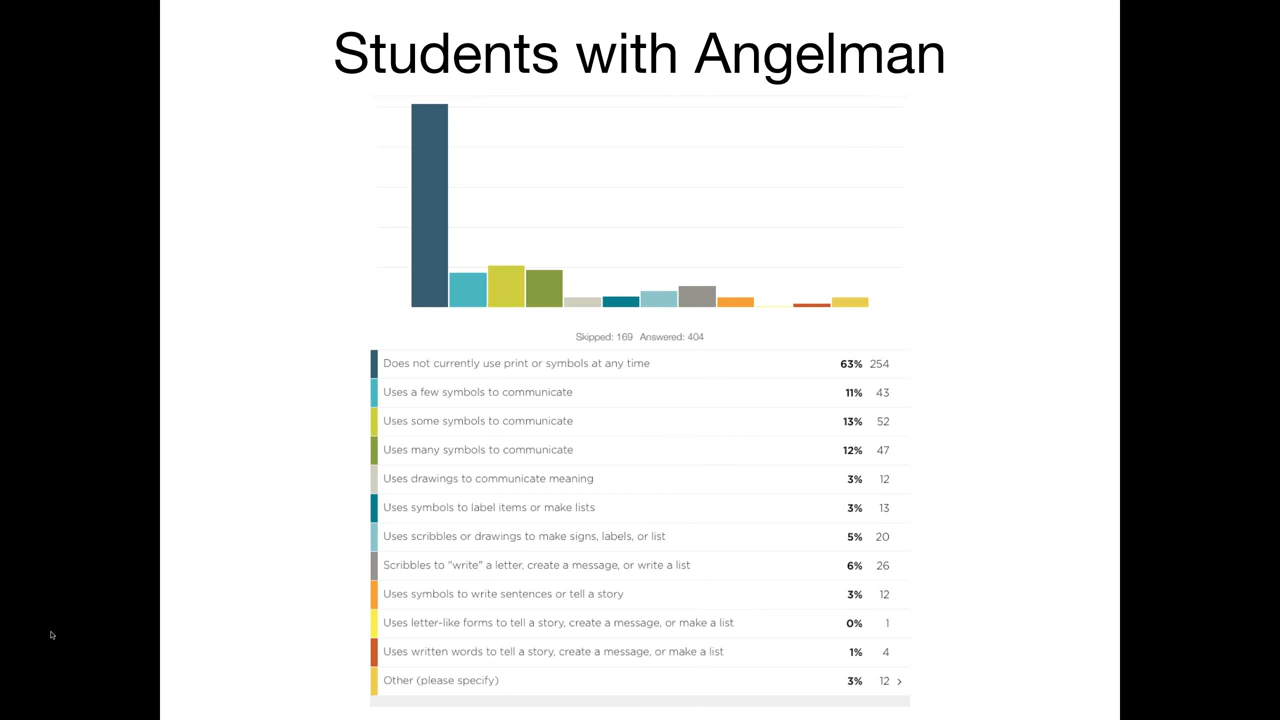 Students with Angelman
Skipped: 169 Answered: 404
Does not currently use print or symbols at any time 63% 254
Uses a few symbols to communicate 11% 43
Uses some symbols to communicate 13% 52
Uses many symbols to communicate 12% 47
Uses drawings to communicate meaning 3% 12
Uses symbols to label items or make lists 3% 13
Uses scribbles or drawings to make signs, labels, or list 5% 20
Scribbles to "write" a letter, create a message, or write a list 6% 26
Uses symbols to write sentences or tell a story 3% 12
Uses letter-like forms to tell a story, create a message, or make a list 0% 1
Uses written words to tell a story, create a message, or make a list 1% 4
Other (please specify) 3% 12 >